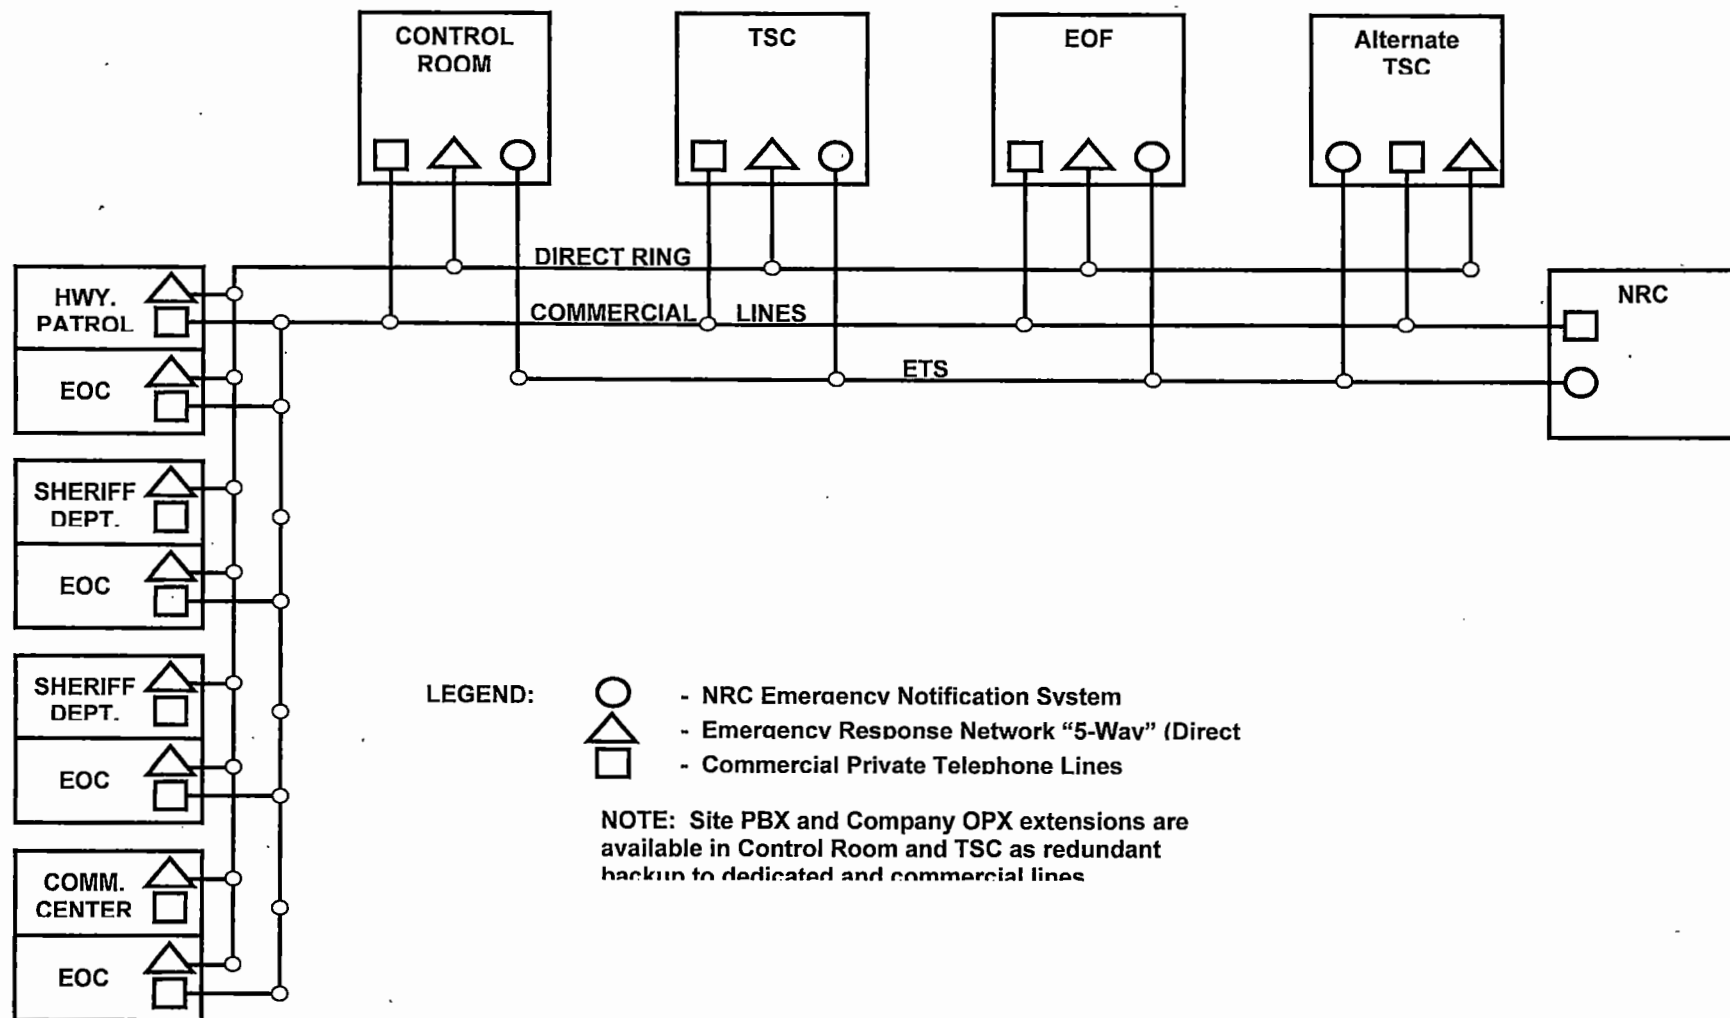 CONTROL
ROOM
TSC
EOF
Alternate
TSC
DIRECT RING
HWY.
PATROL
NRC
COMMERCIAL LINES
ETS
EOC
SHERIFF
DEPT.
EOC
SHERIFF
DEPT.
EOC
COMM.
CENTER
EOC
LEGEND:
- NRC Emergency Notification System
- Emergency Response Network “5-Way” (Direct
- Commercial Private Telephone Lines
NOTE: Site PBX and Company OPX extensions are
available in Control Room and TSC as redundant
backup to dedicated and commercial lines